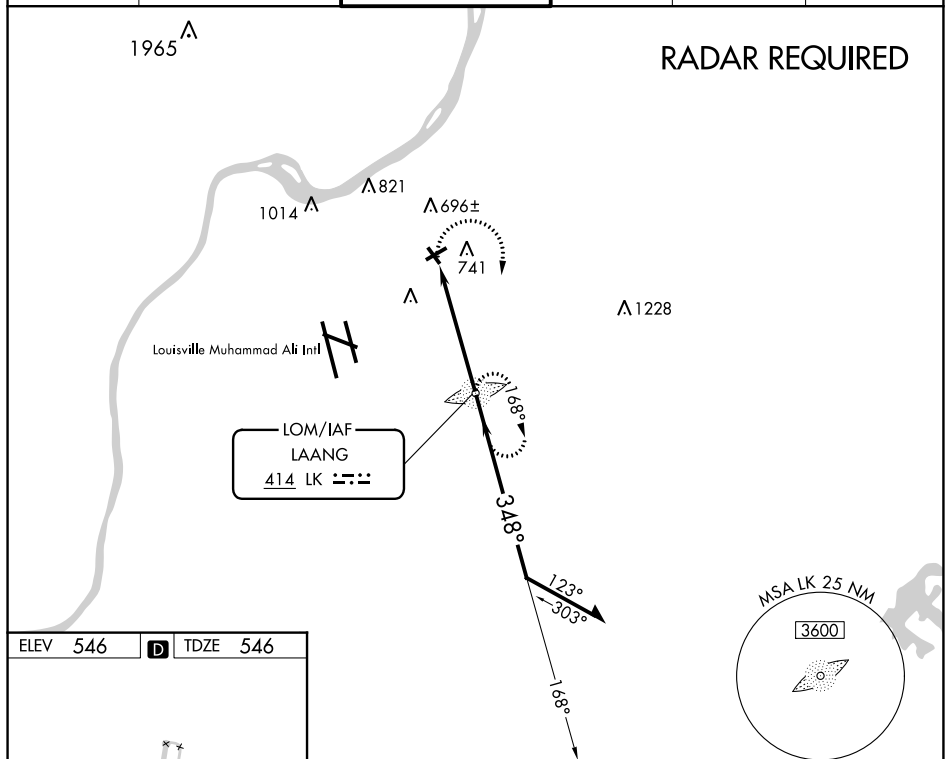 1965
RADAR REQUIRED
821
1014
696±
741
1228
Louisville Muhammad Ali Intl
168°
LOM/IAF
LAANG
414 LK
348°
123°
303°
MSA LK 25 NM
3600
ELEV 546 D TDZE 546
168°